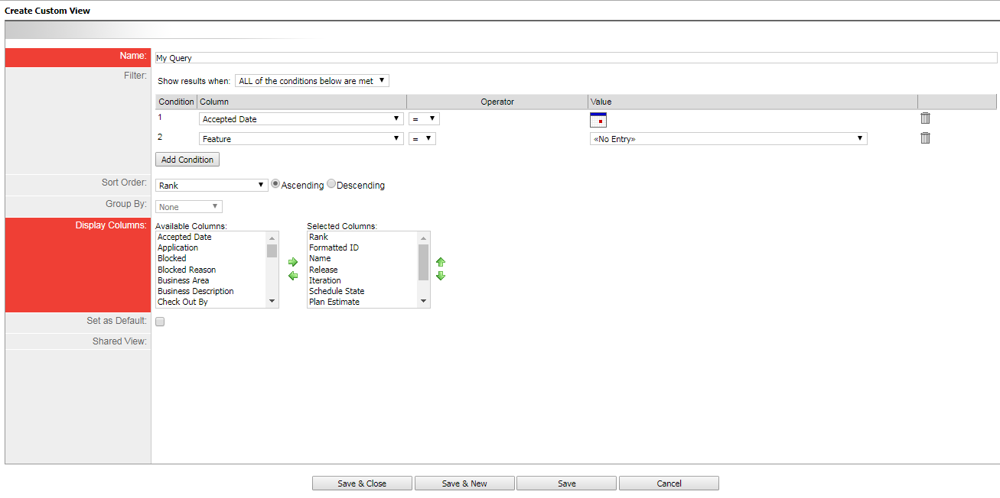 Create Custom View
Name: My Query
Filter: Show results when: ALL of the conditions below are met
Condition Column Operator Value
1 Accepted Date =
2 Feature = «No Entry»
Add Condition
Sort Order: Rank Ascending Descending
Group By: None
Display Columns: Available Columns: Selected Columns:
Accepted Date Rank
Application Formatted ID
Blocked Name
Blocked Reason Release
Business Area Iteration
Business Description Schedule State
Check Out By Plan Estimate
Set as Default:
Shared View:
Save & Close Save & New Save Cancel